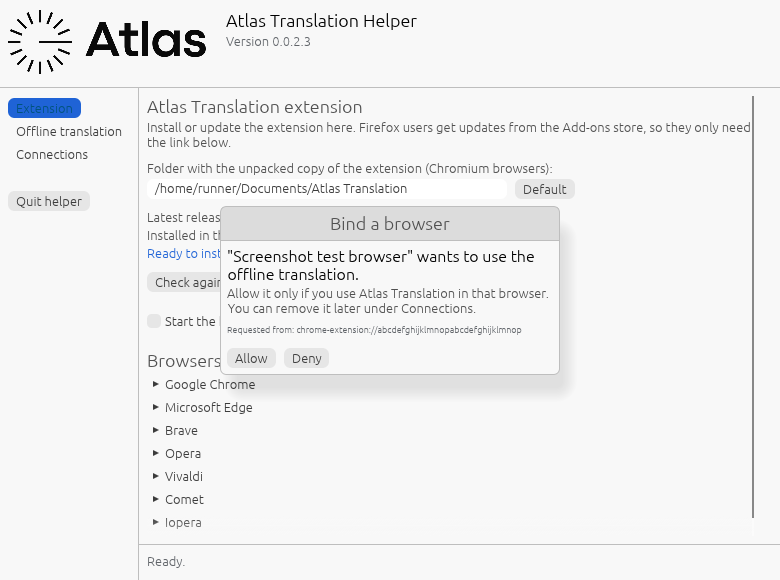 Atlas
Atlas Translation Helper
Version 0.0.2.3
Extension
Offline translation
Connections
Quit helper
Atlas Translation extension
Install or update the extension here. Firefox users get updates from the Add-ons store, so they only need
the link below.
Folder with the unpacked copy of the extension (Chromium browsers):
/home/runner/Documents/Atlas Translation
Default
Latest
Installed in
Ready to
Check
Start the
Bind a browser
"Screenshot test browser" wants to use the
offline translation.
Allow it only if you use Atlas Translation in that browser.
You can remove it later under Connections.
Requested from: chrome-extension://abcdefghijklmnopabcdefghijklmnop
Allow
Deny
Browsers
Google Chrome
Microsoft Edge
Brave
Opera
Vivaldi
Comet
Iopera
Ready.